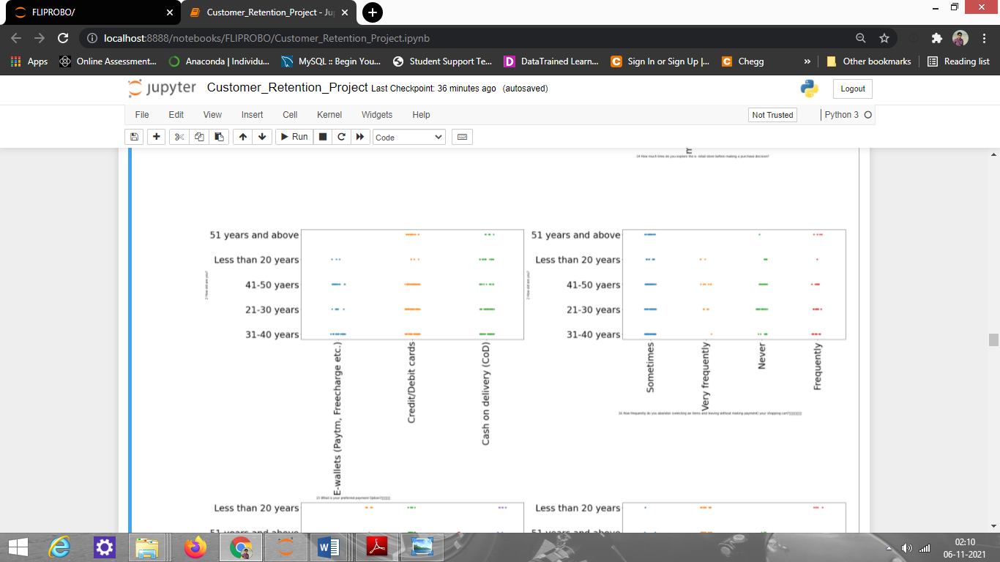 FLIPROBO/
Customer_Retention_Project - Ju
localhost:8888/notebooks/FLIPROBO/Customer_Retention_Project.ipynb
Apps
Online Assessment...
Anaconda | Individu...
MySQL :: Begin You...
Student Support Te...
DataTrained Learn...
Sign In or Sign Up |...
Chegg
»
Other bookmarks
Reading list
jupyter
Customer_Retention_Project Last Checkpoint: 36 minutes ago (autosaved)
Logout
File Edit View Insert Cell Kernel Widgets Help
Not Trusted
Python 3
Run
Code
14 How much time do you explore the e- retail store before making a purchase decision?
51 years and above
Less than 20 years
41-50 yaers
21-30 years
31-40 years
2 How old are you?
E-wallets (Paytm, Freecharge etc.)
Credit/Debit cards
Cash on delivery (CoD)
15 What is your preferred payment Option?
51 years and above
Less than 20 years
41-50 yaers
21-30 years
31-40 years
2 How old are you?
Sometimes
Very frequently
Never
Frequently
16 How frequently do you abandon (selecting an items and leaving without making payment) your shopping cart?
Less than 20 years
51 years and above
Less than 20 years
51 years and above
02:10
06-11-2021